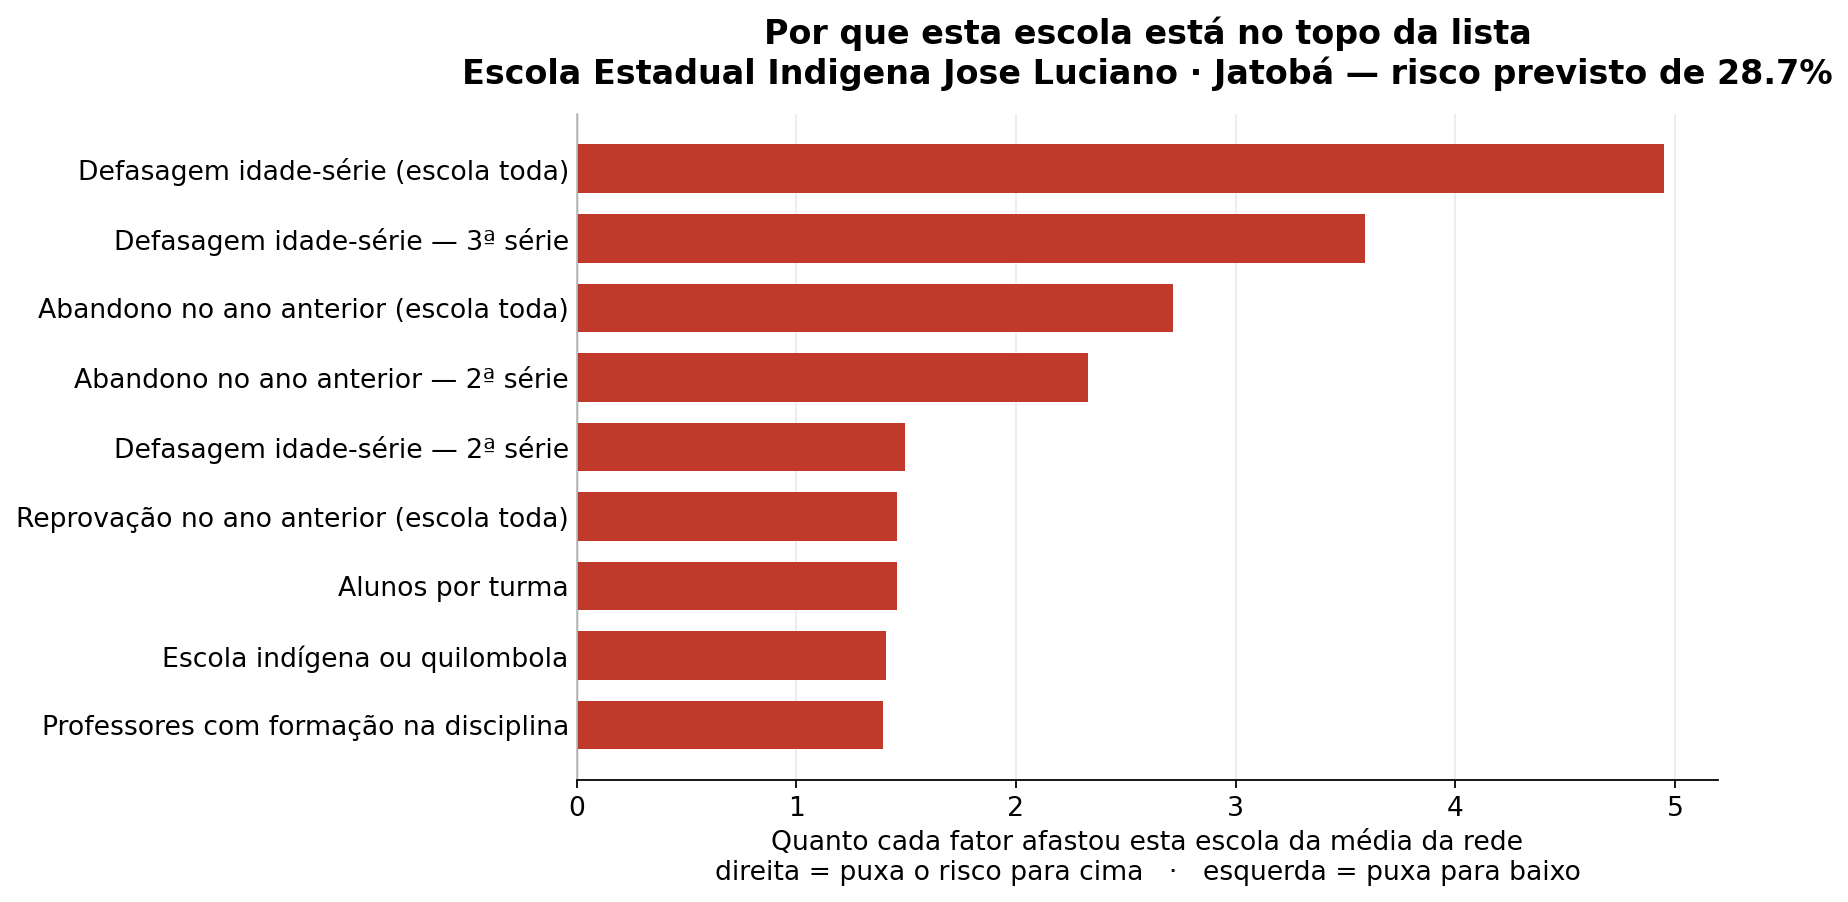 Por que esta escola está no topo da lista
Escola Estadual Indigena Jose Luciano · Jatobá — risco previsto de 28.7%
Defasagem idade-série (escola toda)
Defasagem idade-série — 3ª série
Abandono no ano anterior (escola toda)
Abandono no ano anterior — 2ª série
Defasagem idade-série — 2ª série
Reprovação no ano anterior (escola toda)
Alunos por turma
Escola indígena ou quilombola
Professores com formação na disciplina
0 1 2 3 4 5
Quanto cada fator afastou esta escola da média da rede
direita = puxa o risco para cima · esquerda = puxa para baixo